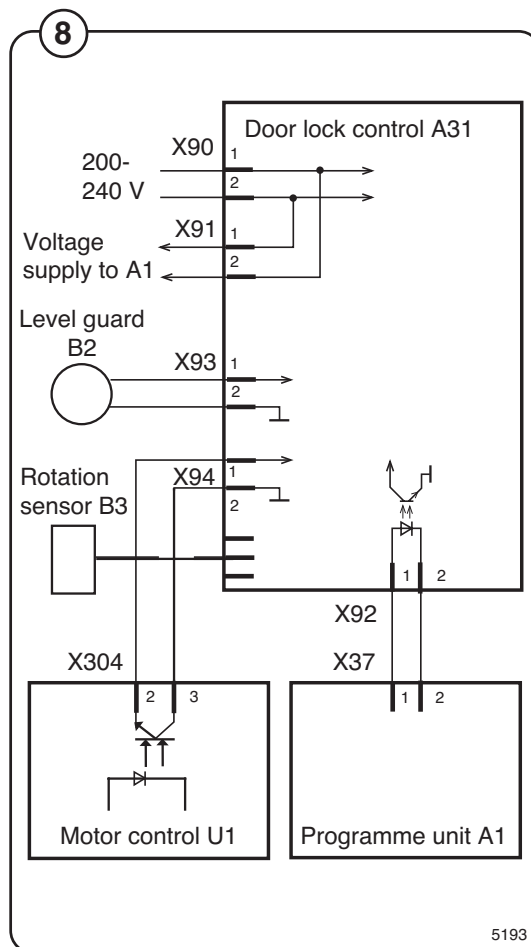 8
Door lock control A31
X90
1
200-
240 V
2
X91
1
Voltage
supply to A1
2
Level guard
B2
X93
1
2
X94
1
Rotation
sensor B3
2
1
2
X92
X304
X37
2
3
1
2
Motor control U1
Programme unit A1
5193